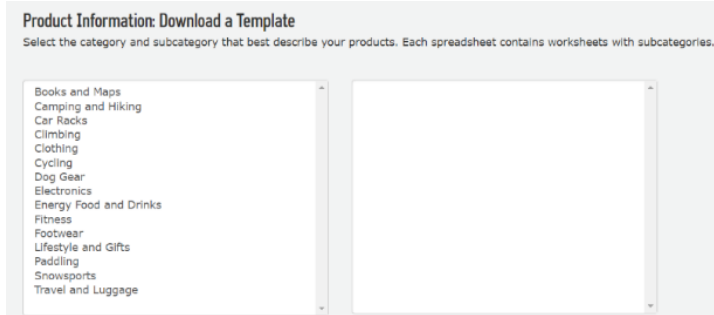 Product Information: Download a Template
Select the category and subcategory that best describe your products. Each spreadsheet contains worksheets with subcategories.
Books and Maps
Camping and Hiking
Car Racks
Climbing
Clothing
Cycling
Dog Gear
Electronics
Energy Food and Drinks
Fitness
Footwear
Lifestyle and Gifts
Paddling
Snowsports
Travel and Luggage